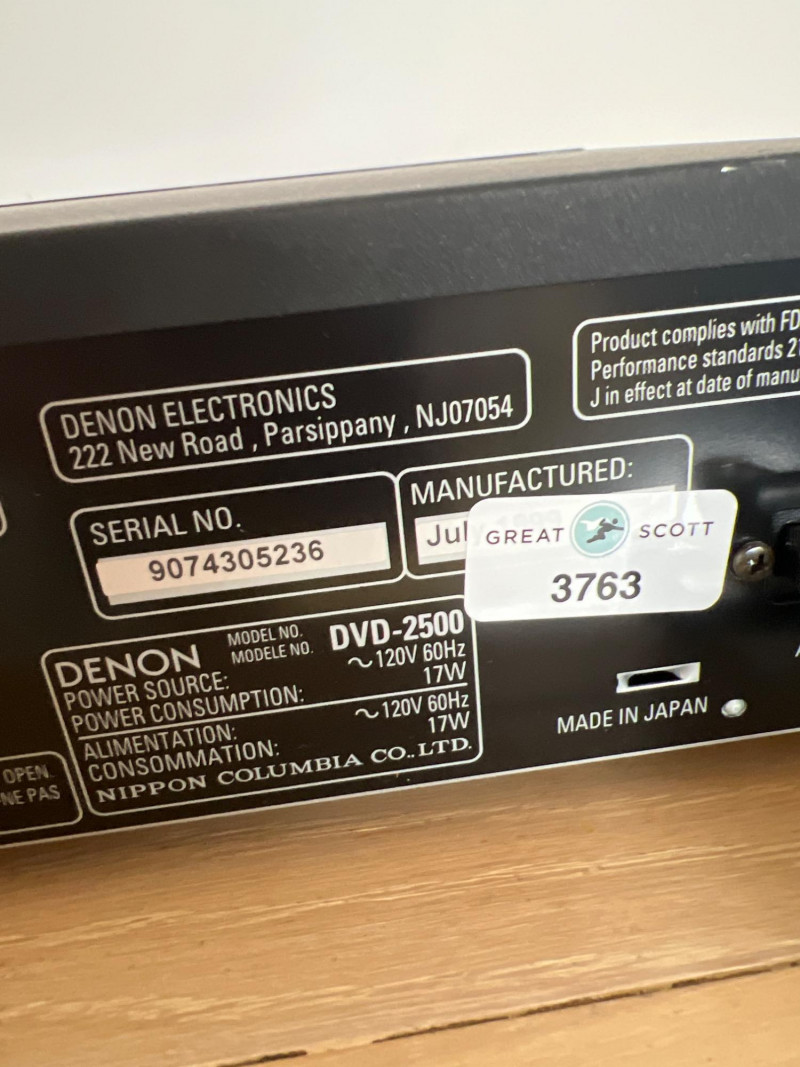 Product complies with FD
Performance standards 21
J in effect at date of manu
DENON ELECTRONICS
222 New Road , Parsippany , NJ07054
SERIAL NO.
9074305236
MANUFACTURED:
July
GREAT SCOTT
3763
DENON MODEL NO. DVD-2500
MODELE NO.
POWER SOURCE: ~120V 60Hz
POWER CONSUMPTION: 17W
ALIMENTATION: ~120V 60Hz
CONSOMMATION: 17W
NIPPON COLUMBIA CO.,LTD.
MADE IN JAPAN
OPEN.
NE PAS